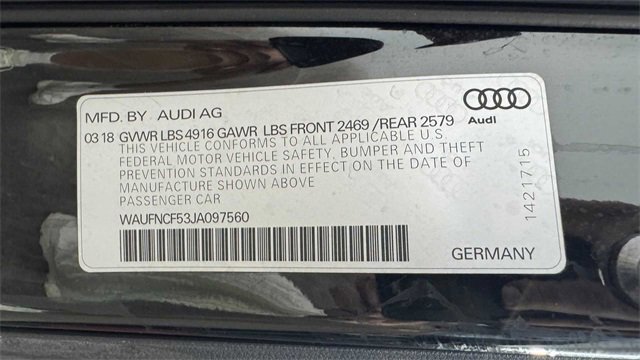 MFD. BY AUDI AG
Audi
03 18 GVWR LBS 4916 GAWR LBS FRONT 2469 /REAR 2579
THIS VEHICLE CONFORMS TO ALL APPLICABLE U.S.
FEDERAL MOTOR VEHICLE SAFETY, BUMPER AND THEFT
PREVENTION STANDARDS IN EFFECT ON THE DATE OF
MANUFACTURE SHOWN ABOVE
PASSENGER CAR
WAUFNCF53JA097560
GERMANY
1421715